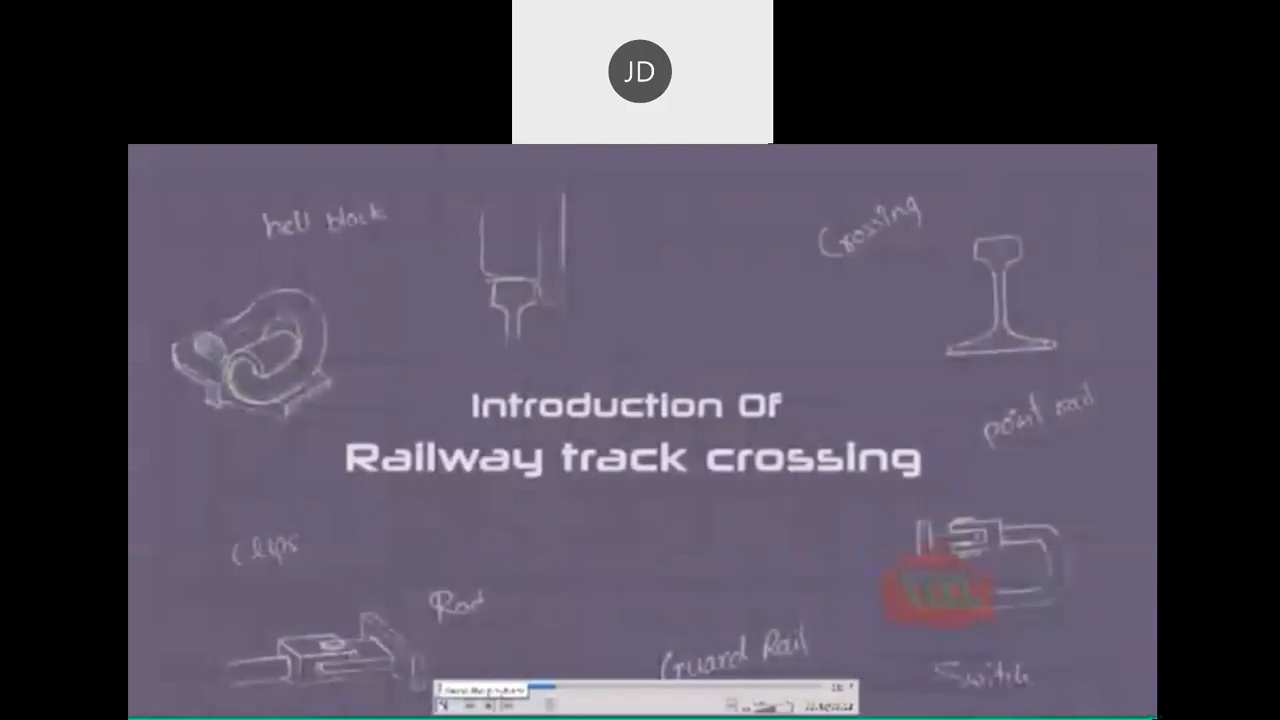 JD
hell block
Crossing
Introduction Of
Railway track crossing
point rail
clips
Rod
Guard Rail
Switch